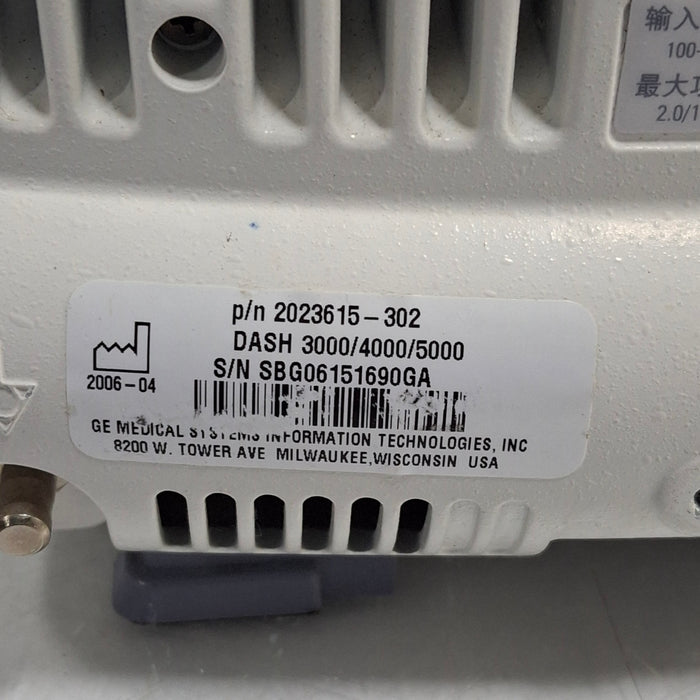 输入
100-
最大
2.0/1
p/n 2023615-302
DASH 3000/4000/5000
S/N SBG06151690GA
2006-04
GE MEDICAL SYSTEMS INFORMATION TECHNOLOGIES, INC
8200 W. TOWER AVE MILWAUKEE, WISCONSIN USA